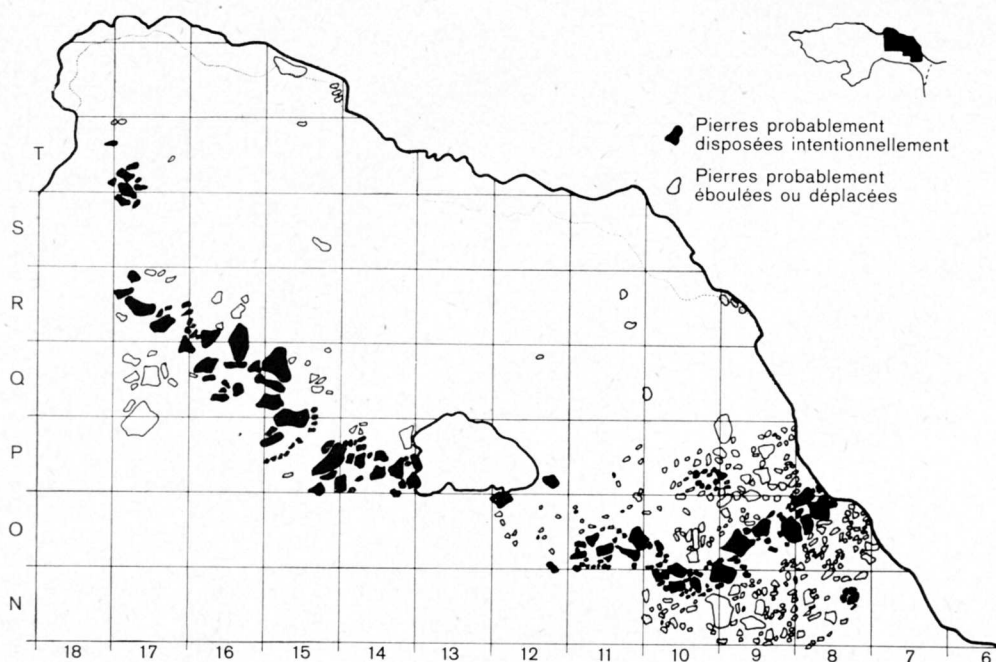 Pierres probablement
disposées intentionnellement
Pierres probablement
éboulées ou déplacées
T
S
R
Q
P
O
N
18 17 16 15 14 13 12 11 10 9 8 7 6